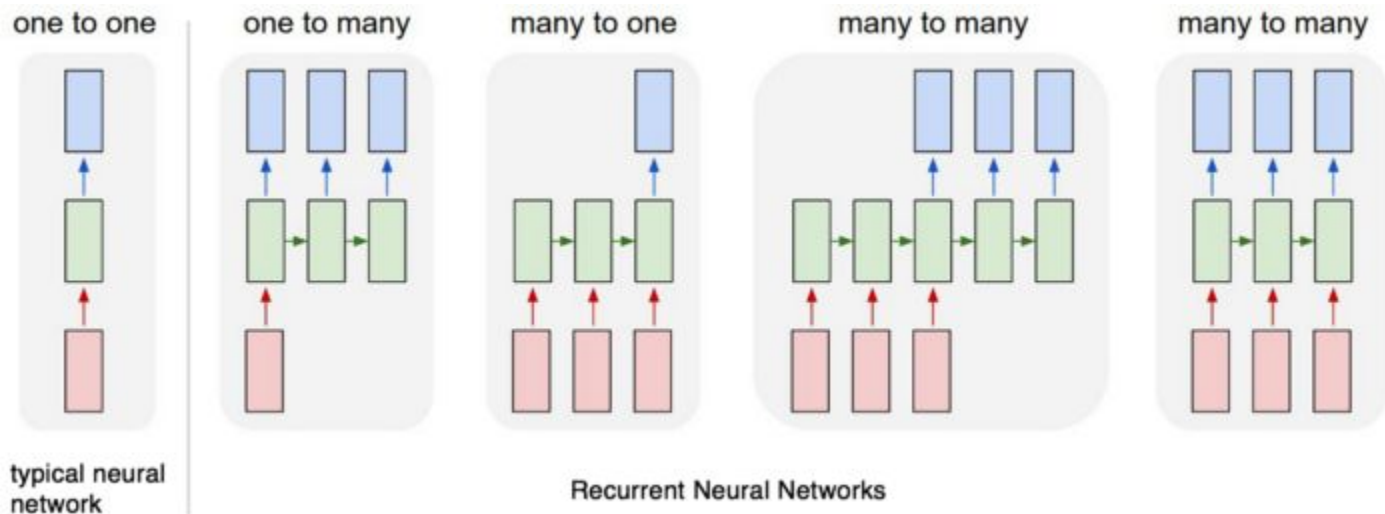 one to one
one to many
many to one
many to many
many to many
typical neural
network
Recurrent Neural Networks